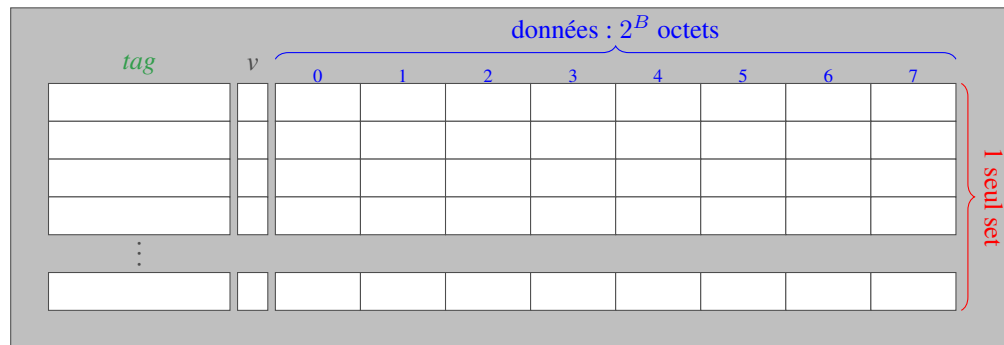 données : 2^B octets
tag v
0 1 2 3 4 5 6 7
1 seul set
⋮